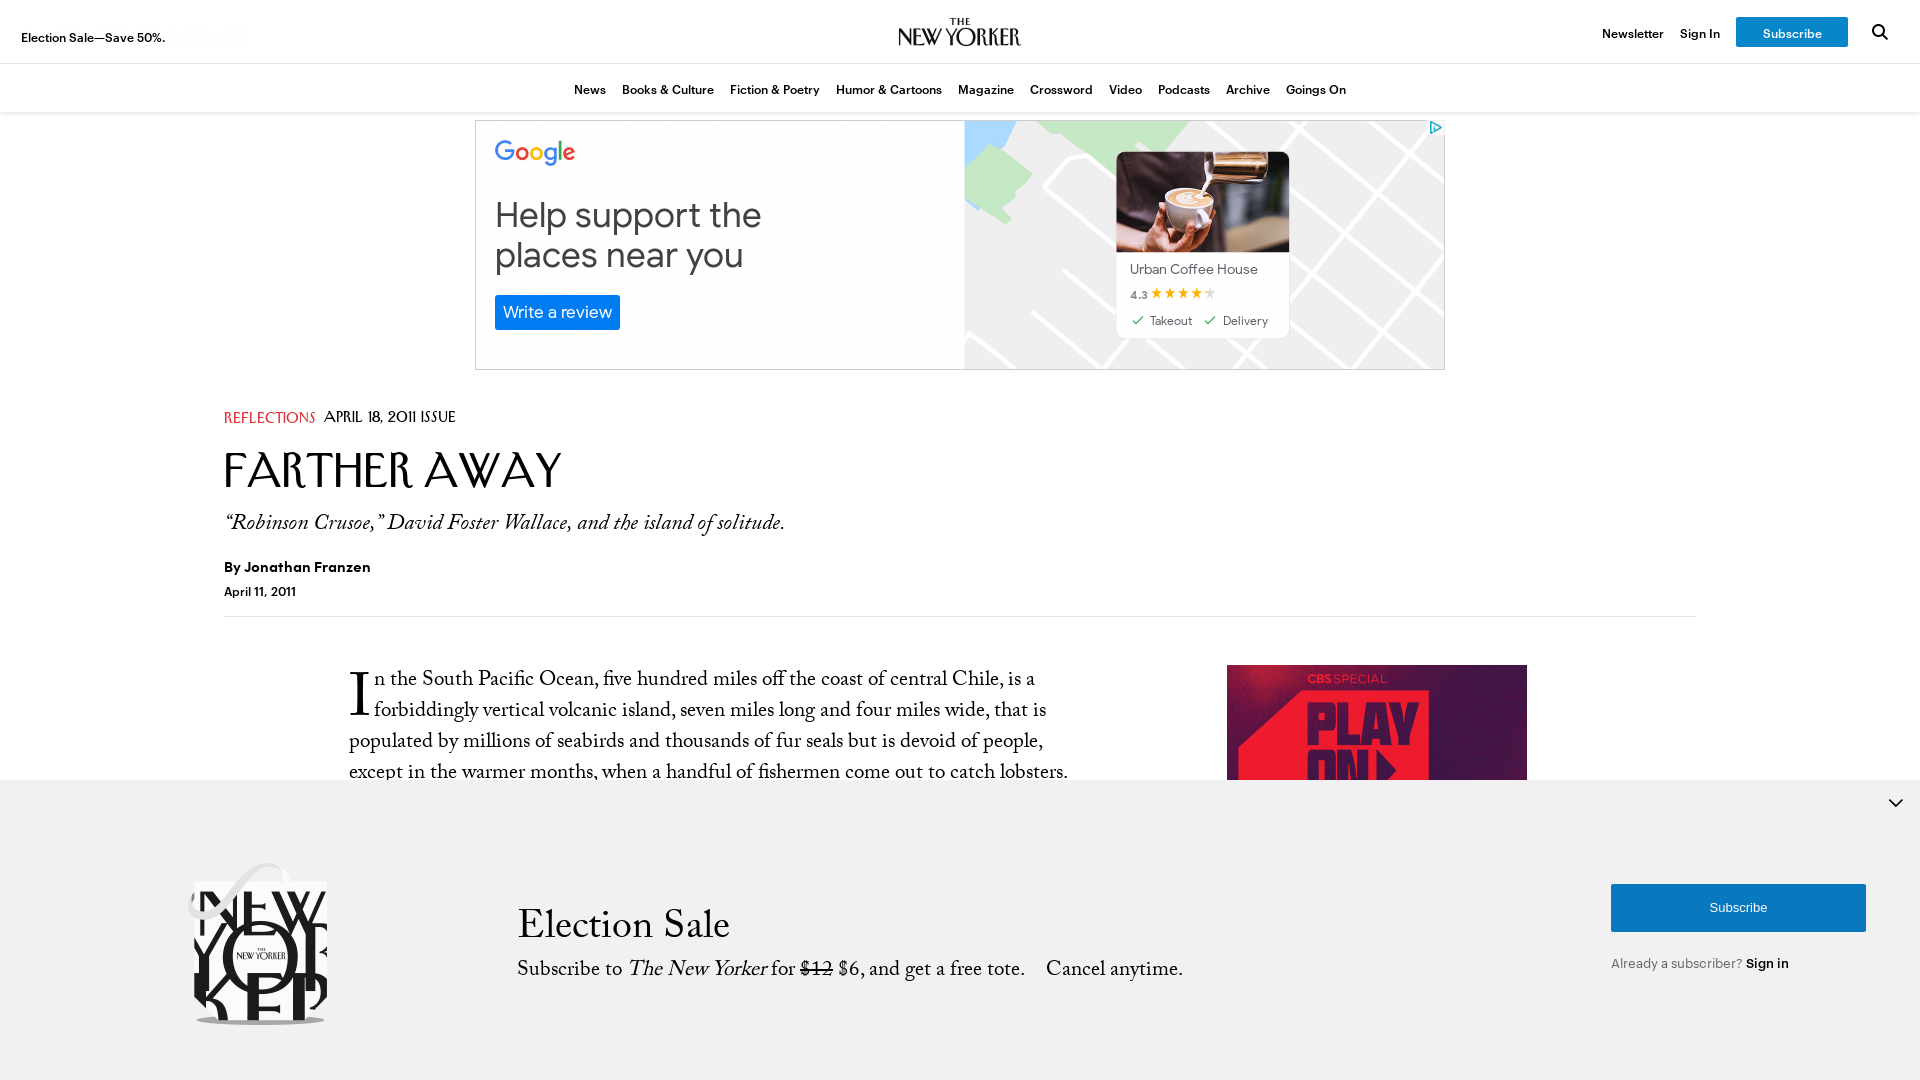 Election Sale—Save 50%.
THE
NEW YORKER
Newsletter
Sign In
Subscribe
News
Books & Culture
Fiction & Poetry
Humor & Cartoons
Magazine
Crossword
Video
Podcasts
Archive
Goings On
Google
Help support the
places near you
Write a review
Urban Coffee House
4.3
Takeout
Delivery
REFLECTIONS
APRIL 18, 2011 ISSUE
FARTHER AWAY
“Robinson Crusoe,” David Foster Wallace, and the island of solitude.
By Jonathan Franzen
April 11, 2011
In the South Pacific Ocean, five hundred miles off the coast of central Chile, is a
forbiddingly vertical volcanic island, seven miles long and four miles wide, that is
populated by millions of seabirds and thousands of fur seals but is devoid of people,
except in the warmer months, when a handful of fishermen come out to catch lobsters.
CBS SPECIAL
PLAY
ON
NEW
YOR
KER
THE
NEW YORKER
Election Sale
Subscribe to The New Yorker for $12 $6, and get a free tote. Cancel anytime.
Subscribe
Already a subscriber? Sign in